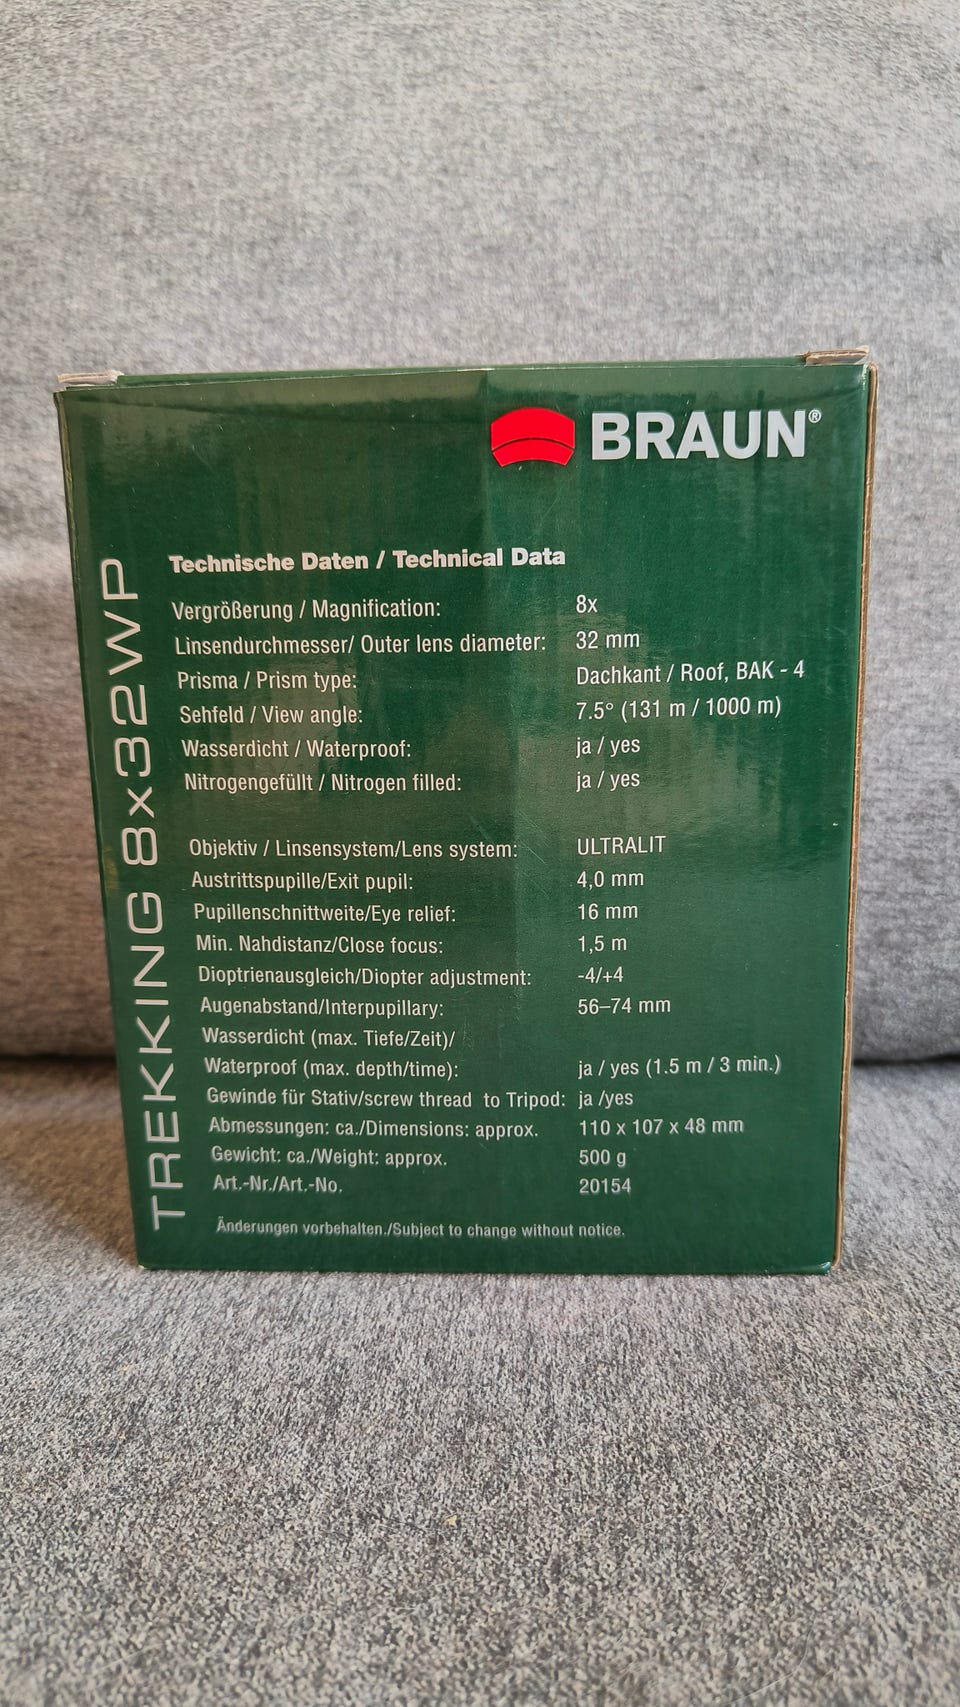 BRAUN®
TREKKING 8x32WP
Technische Daten / Technical Data
Vergrößerung / Magnification: 8x
Linsendurchmesser/ Outer lens diameter: 32 mm
Prisma / Prism type: Dachkant / Roof, BAK - 4
Sehfeld / View angle: 7.5° (131 m / 1000 m)
Wasserdicht / Waterproof: ja / yes
Nitrogengefüllt / Nitrogen filled: ja / yes
Objektiv / Linsensystem/Lens system: ULTRALIT
Austrittspupille/Exit pupil: 4,0 mm
Pupillenschnittweite/Eye relief: 16 mm
Min. Nahdistanz/Close focus: 1,5 m
Dioptrienausgleich/Diopter adjustment: -4/+4
Augenabstand/Interpupillary: 56–74 mm
Wasserdicht (max. Tiefe/Zeit)/
Waterproof (max. depth/time): ja / yes (1.5 m / 3 min.)
Gewinde für Stativ/screw thread to Tripod: ja /yes
Abmessungen: ca./Dimensions: approx. 110 x 107 x 48 mm
Gewicht: ca./Weight: approx. 500 g
Art.-Nr./Art.-No. 20154
Änderungen vorbehalten./Subject to change without notice.